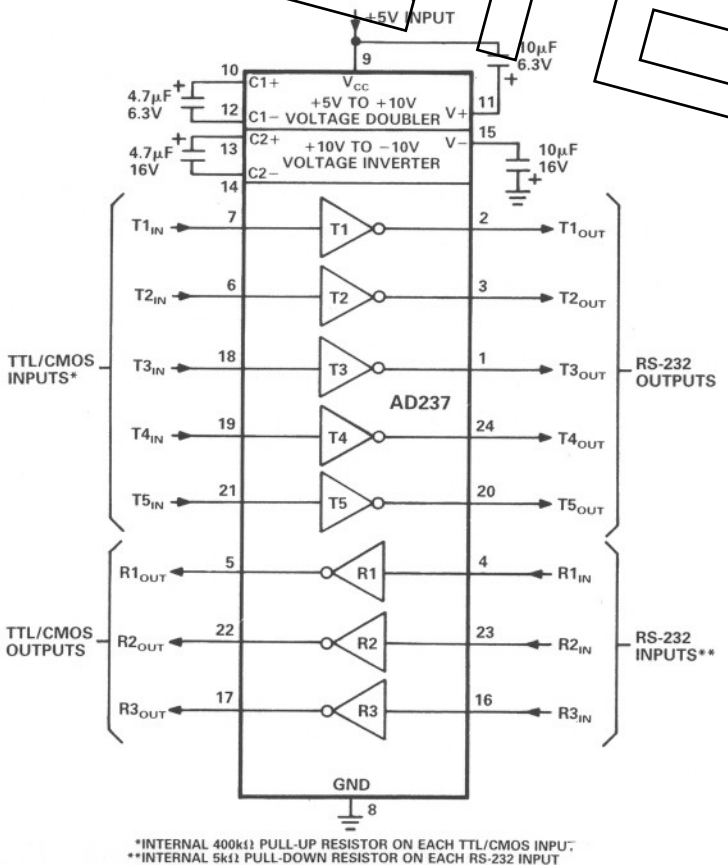 +5V INPUT
10µF
6.3V
9
10
C1+
VCC
4.7µF
6.3V
+5V TO +10V
VOLTAGE DOUBLER
V+
11
12
C1−
C2+
15
13
4.7µF
16V
+10V TO −10V
VOLTAGE INVERTER
V−
10µF
16V
C2−
14
T1IN
7
T1
2
T1OUT
T2IN
6
T2
3
T2OUT
TTL/CMOS
INPUTS*
T3IN
18
T3
1
T3OUT
RS-232
OUTPUTS
AD237
T4IN
19
T4
24
T4OUT
T5IN
21
T5
20
T5OUT
R1OUT
5
R1
4
R1IN
TTL/CMOS
OUTPUTS
R2OUT
22
R2
23
R2IN
RS-232
INPUTS**
R3OUT
17
R3
16
R3IN
GND
8
*INTERNAL 400kΩ PULL-UP RESISTOR ON EACH TTL/CMOS INPUT.
**INTERNAL 5kΩ PULL-DOWN RESISTOR ON EACH RS-232 INPUT